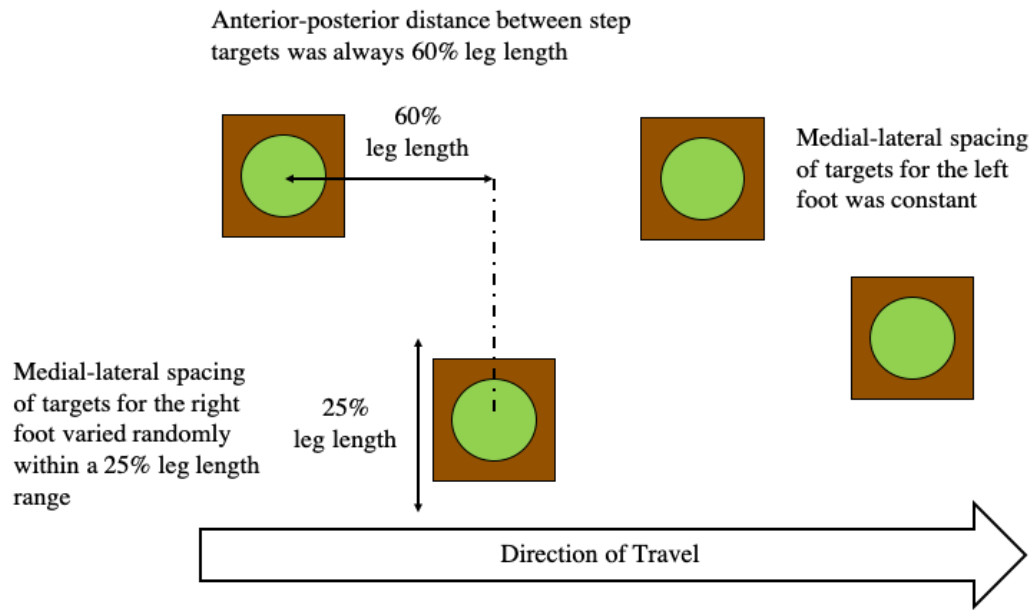 Anterior-posterior distance between step
targets was always 60% leg length
60%
leg length
Medial-lateral spacing
of targets for the left
foot was constant
Medial-lateral spacing
of targets for the right
foot varied randomly
within a 25% leg length
range
25%
leg length
Direction of Travel